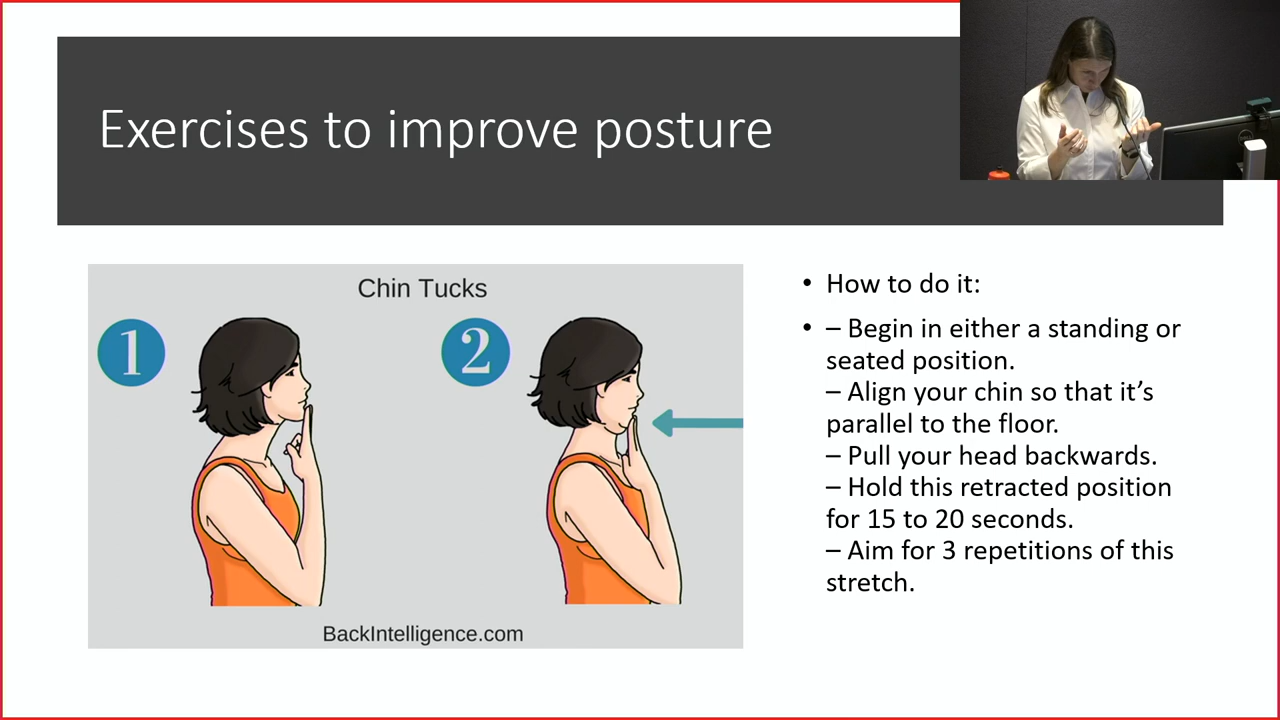 Exercises to improve posture
Chin Tucks
1
2
BackIntelligence.com
• How to do it:
• – Begin in either a standing or
seated position.
– Align your chin so that it’s
parallel to the floor.
– Pull your head backwards.
– Hold this retracted position
for 15 to 20 seconds.
– Aim for 3 repetitions of this
stretch.